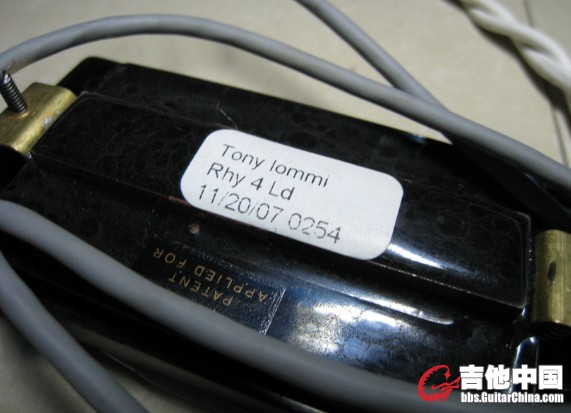 Tony Iommi
Rhy 4 Ld
11/20/07 0254
PATENT
APPLIED FOR
吉他中国
bbs.GuitarChina.com